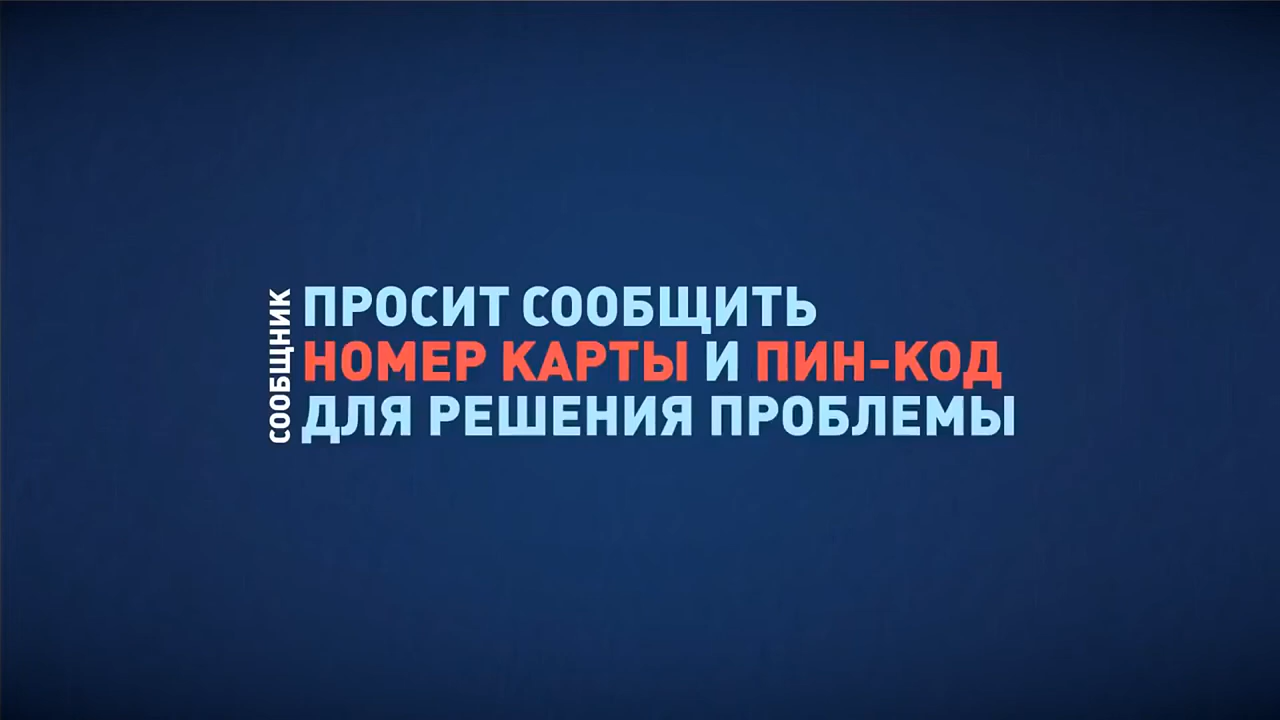 СООБЩНИК
ПРОСИТ СООБЩИТЬ
НОМЕР КАРТЫ И ПИН-КОД
ДЛЯ РЕШЕНИЯ ПРОБЛЕМЫ